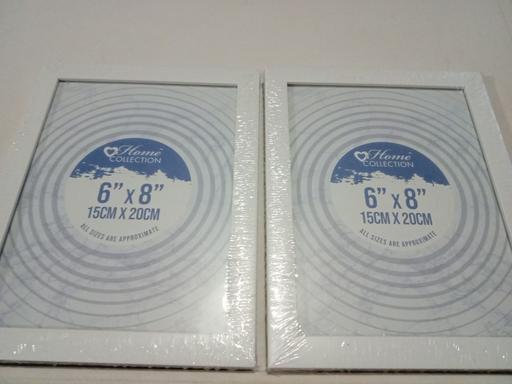 Home
COLLECTION
6” x 8”
15CM X 20CM
ALL SIZES ARE APPROXIMATE
Home
COLLECTION
6” x 8”
15CM X 20CM
ALL SIZES ARE APPROXIMATE